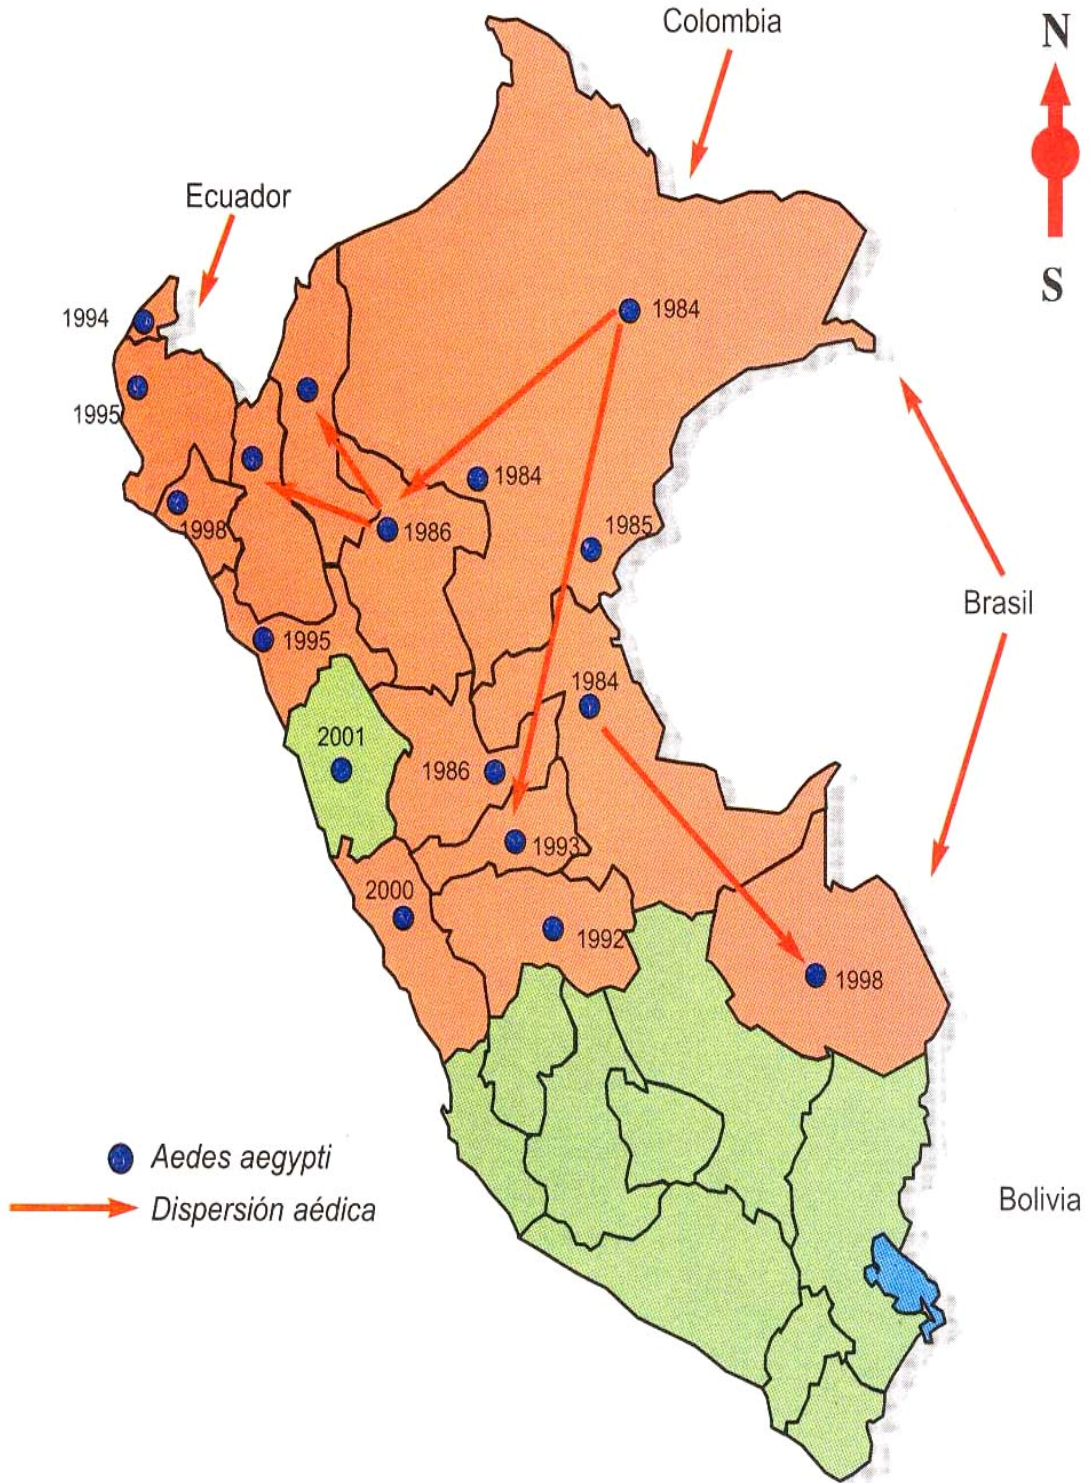 Colombia
N
Ecuador
S
1994
1984
1995
1984
1998
1986
1985
Brasil
1995
1984
2001
1986
1993
2000
1992
1998
Aedes aegypti
Dispersión aédica
Bolivia